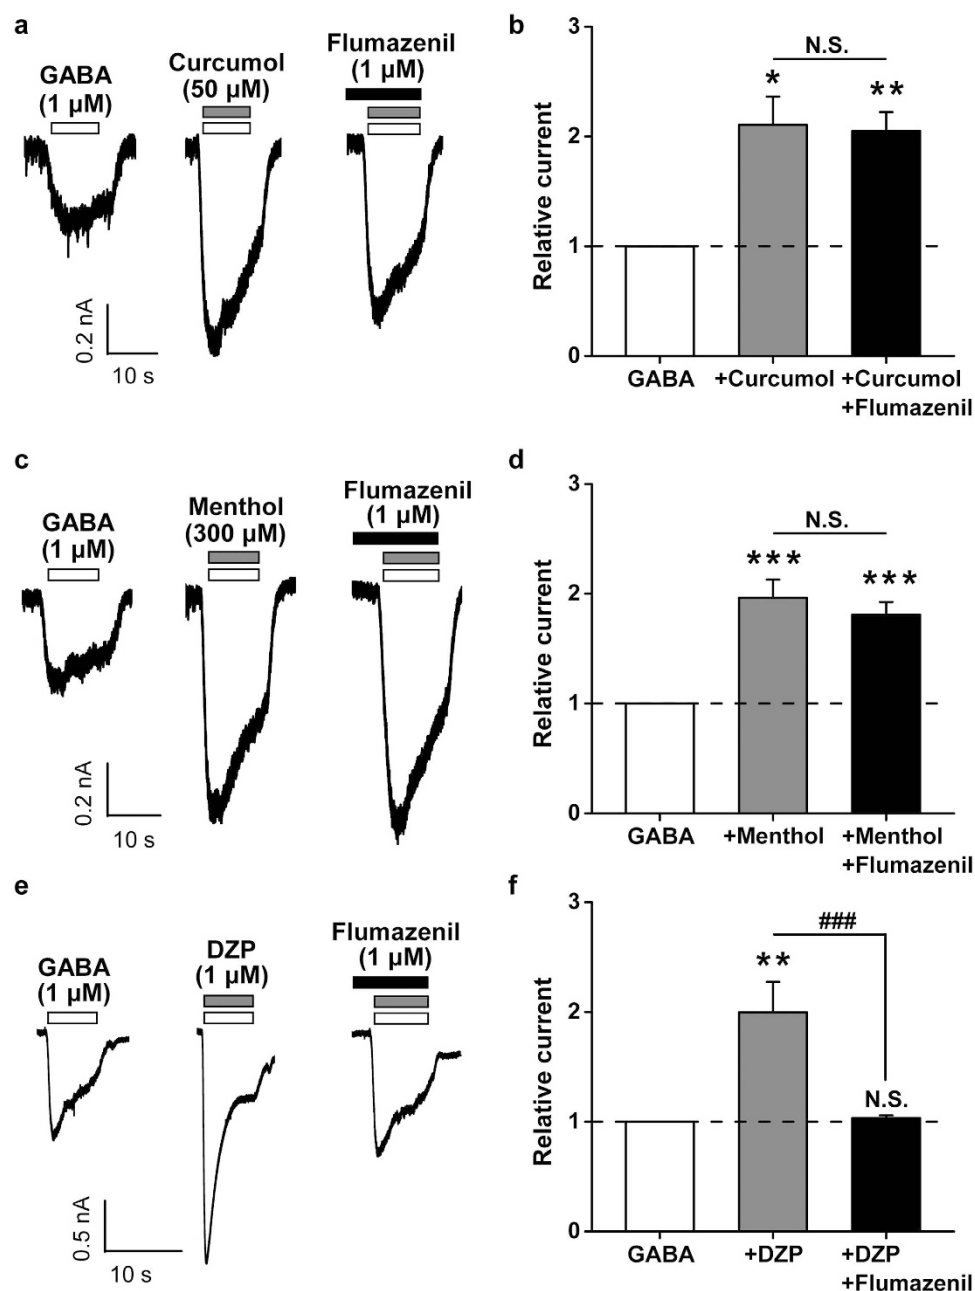 a
GABA
(1 µM)
Curcumol
(50 µM)
Flumazenil
(1 µM)
0.2 nA
10 s
b
3
2
1
0
Relative current
N.S.
*
**
GABA
+Curcumol
+Curcumol
+Flumazenil
c
GABA
(1 µM)
Menthol
(300 µM)
Flumazenil
(1 µM)
0.2 nA
10 s
d
3
2
1
0
Relative current
N.S.
***
***
GABA
+Menthol
+Menthol
+Flumazenil
e
GABA
(1 µM)
DZP
(1 µM)
Flumazenil
(1 µM)
0.5 nA
10 s
f
3
2
1
0
Relative current
###
**
N.S.
GABA
+DZP
+DZP
+Flumazenil